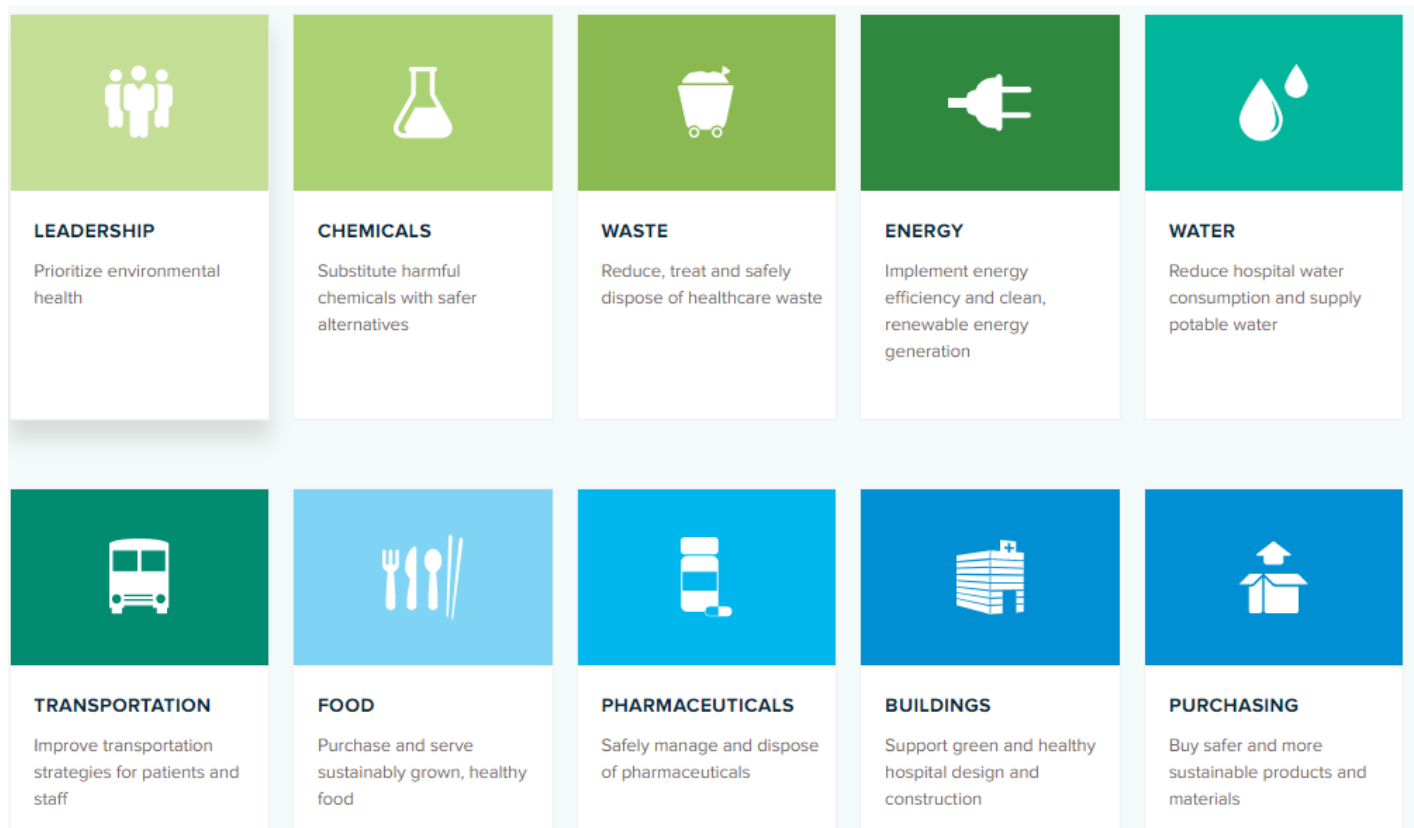 LEADERSHIP
Prioritize environmental
health
CHEMICALS
Substitute harmful
chemicals with safer
alternatives
WASTE
Reduce, treat and safely
dispose of healthcare waste
ENERGY
Implement energy
efficiency and clean,
renewable energy
generation
WATER
Reduce hospital water
consumption and supply
potable water
TRANSPORTATION
Improve transportation
strategies for patients and
staff
FOOD
Purchase and serve
sustainably grown, healthy
food
PHARMACEUTICALS
Safely manage and dispose
of pharmaceuticals
BUILDINGS
Support green and healthy
hospital design and
construction
PURCHASING
Buy safer and more
sustainable products and
materials